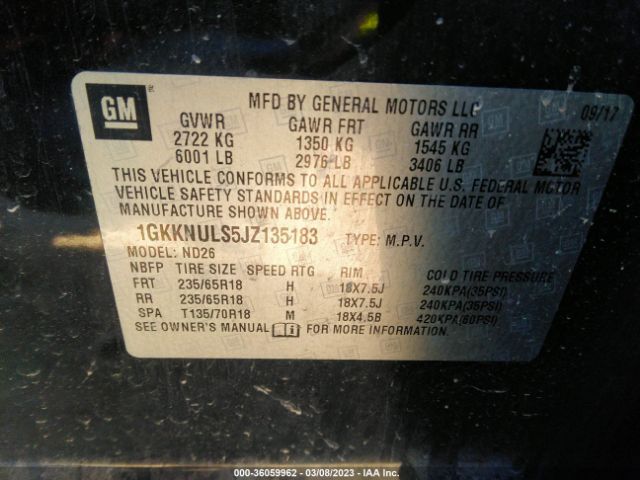 GM
MFD BY GENERAL MOTORS LLC 09/17
GVWR GAWR FRT GAWR RR
2722 KG 1350 KG 1545 KG
6001 LB 2976 LB 3406 LB
THIS VEHICLE CONFORMS TO ALL APPLICABLE U.S. FEDERAL MOTOR
VEHICLE SAFETY STANDARDS IN EFFECT ON THE DATE OF
MANUFACTURE SHOWN ABOVE.
1GKKNULS5JZ135183 TYPE: M.P.V.
MODEL: ND26
NBFP TIRE SIZE SPEED RTG RIM COLD TIRE PRESSURE
FRT 235/65R18 H 18X7.5J 240KPA(35PSI)
RR 235/65R18 H 18X7.5J 240KPA(35PSI)
SPA T135/70R18 M 18X4.5B 420KPA(60PSI)
SEE OWNER'S MANUAL FOR MORE INFORMATION.
000-36059962 - 03/08/2023 - IAA Inc.